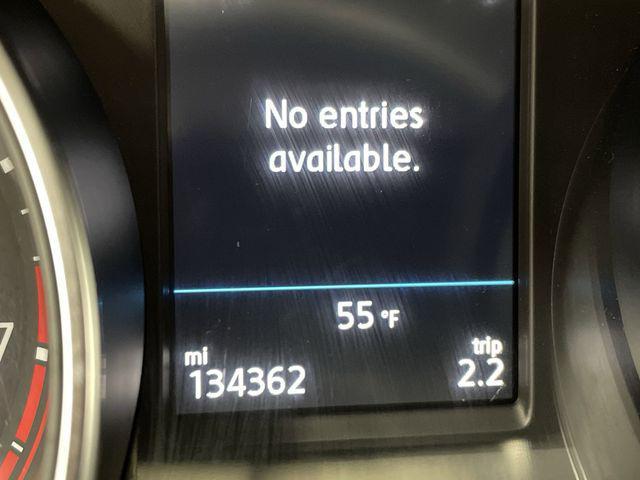 No entries
available.
55 °F
mi trip
134362 2.2